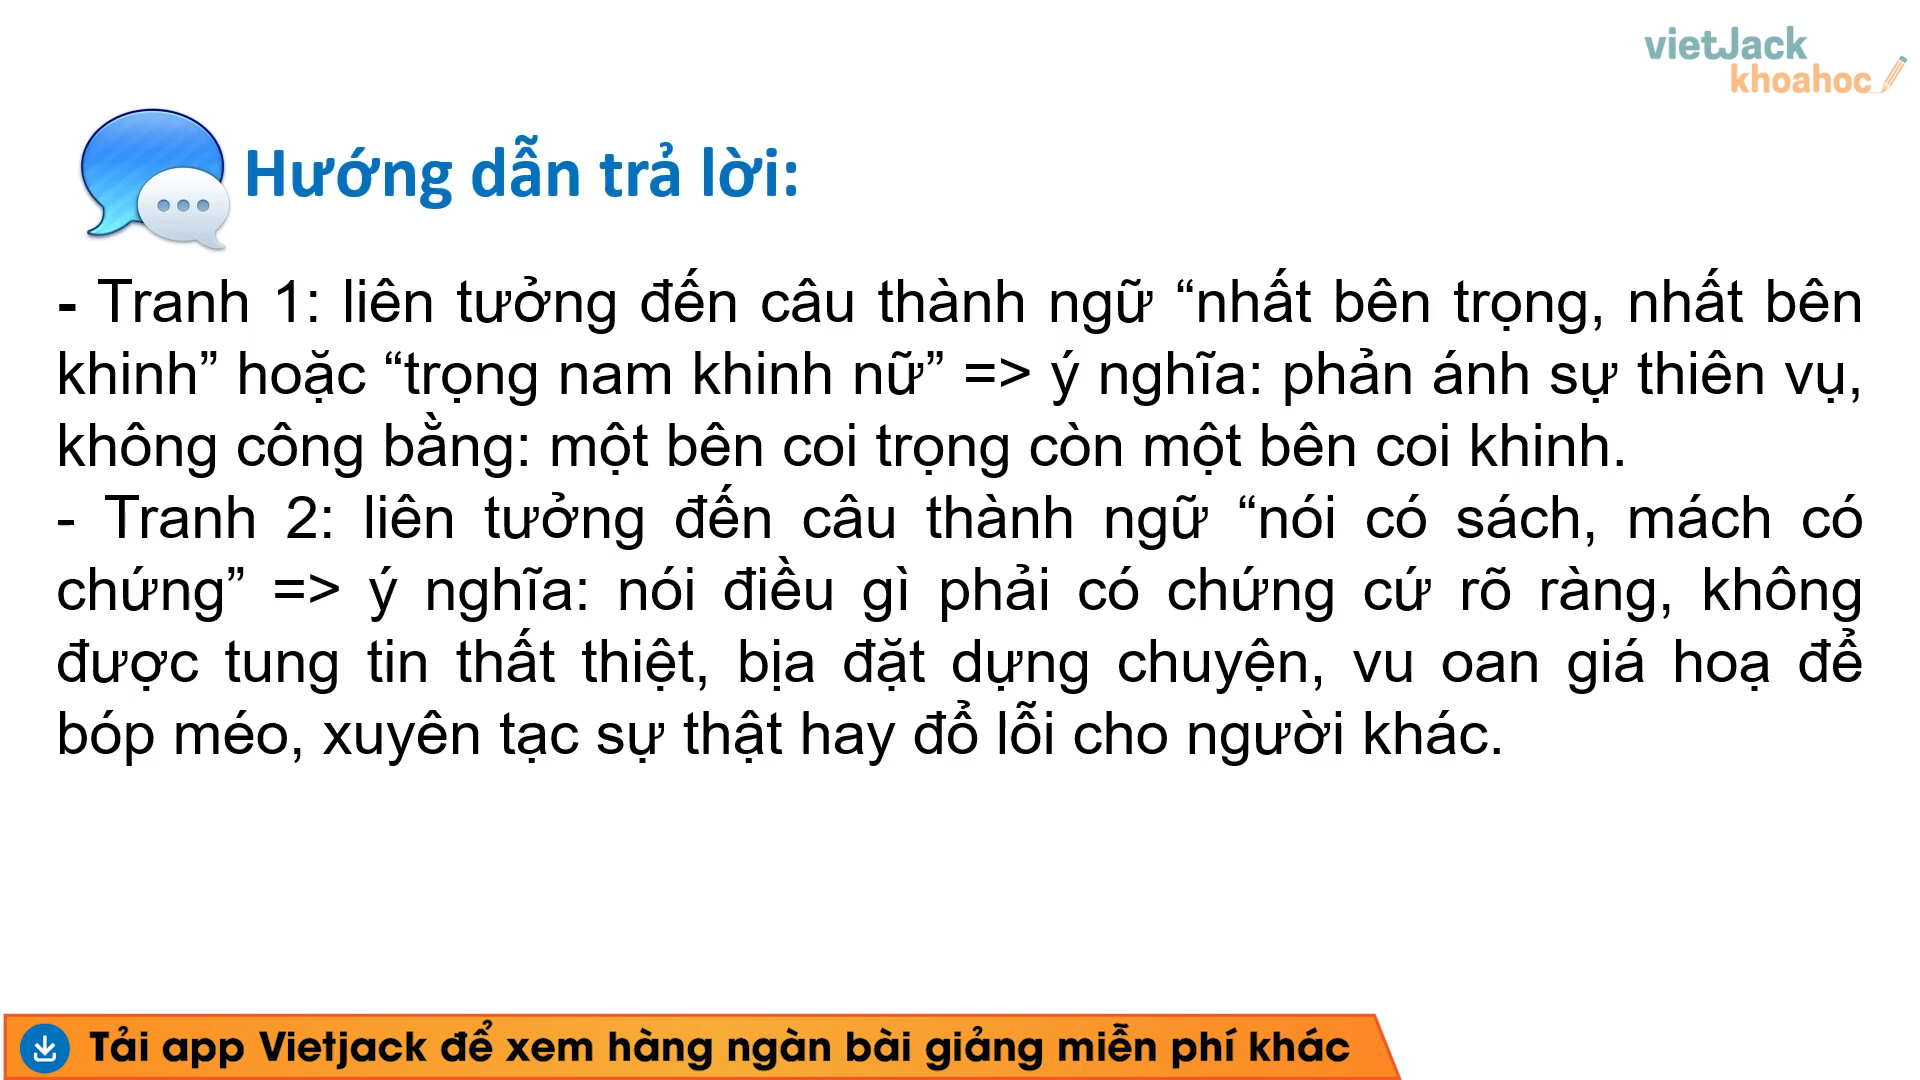 vietJack
khoahoc
Hướng dẫn trả lời:
- Tranh 1: liên tưởng đến câu thành ngữ “nhất bên trọng, nhất bên
khinh” hoặc “trọng nam khinh nữ” => ý nghĩa: phản ánh sự thiên vụ,
không công bằng: một bên coi trọng còn một bên coi khinh.
- Tranh 2: liên tưởng đến câu thành ngữ “nói có sách, mách có
chứng” => ý nghĩa: nói điều gì phải có chứng cứ rõ ràng, không
được tung tin thất thiệt, bịa đặt dựng chuyện, vu oan giá hoạ để
bóp méo, xuyên tạc sự thật hay đổ lỗi cho người khác.
Tải app Vietjack để xem hàng ngàn bài giảng miễn phí khác